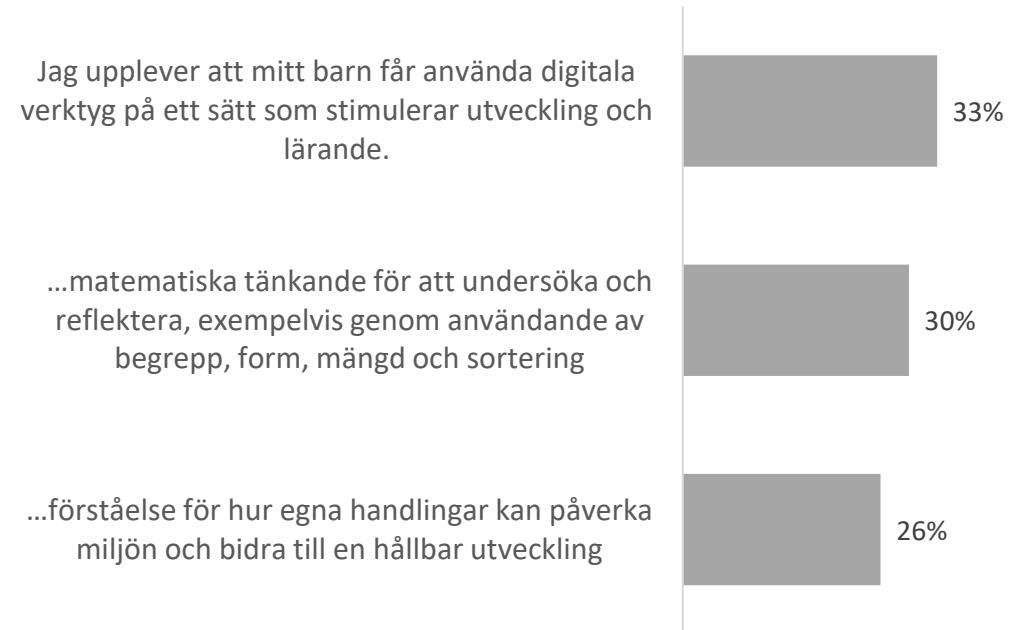 Jag upplever att mitt barn får använda digitala
verktyg på ett sätt som stimulerar utveckling och
lärande.
33%
...matematiska tänkande för att undersöka och
reflektera, exempelvis genom användande av
begrepp, form, mängd och sortering
30%
...förståelse för hur egna handlingar kan påverka
miljön och bidra till en hållbar utveckling
26%